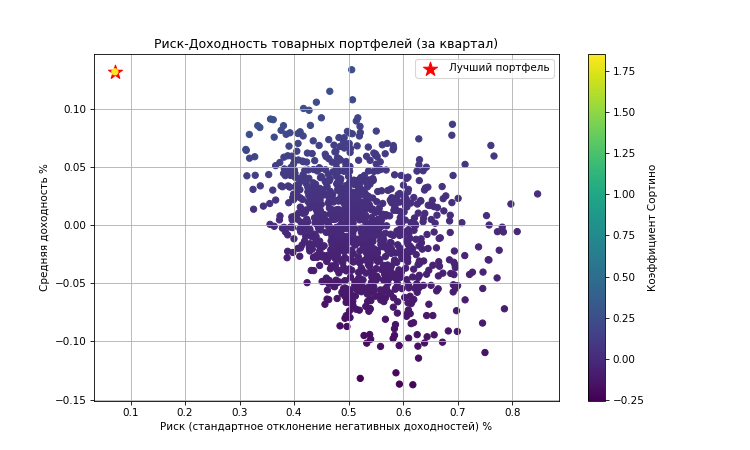 Риск-Доходность товарных портфелей (за квартал)
Лучший портфель
Средняя доходность %
0.10
0.05
0.00
−0.05
−0.10
−0.15
0.1 0.2 0.3 0.4 0.5 0.6 0.7 0.8
Риск (стандартное отклонение негативных доходностей) %
1.75
1.50
1.25
1.00
0.75
0.50
0.25
0.00
−0.25
Коэффициент Сортино